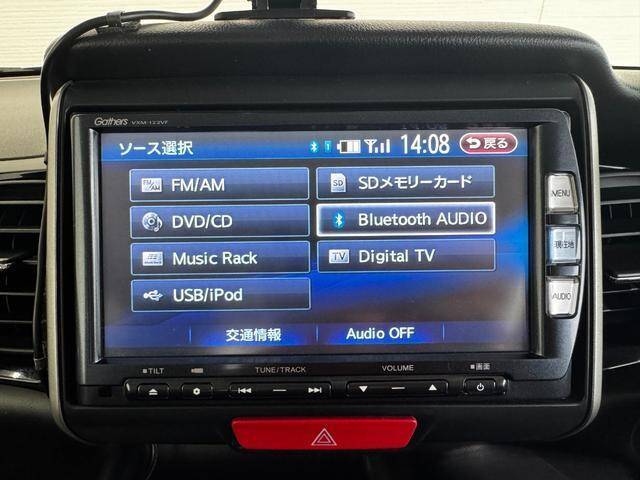 Gathers VXM-122VF
ソース選択 14:08 戻る
FM/AM SDメモリーカード
DVD/CD Bluetooth AUDIO
Music Rack TV Digital TV
USB/iPod
交通情報 Audio OFF
MENU
現在地
AUDIO
TILT TUNE/TRACK VOLUME 画面